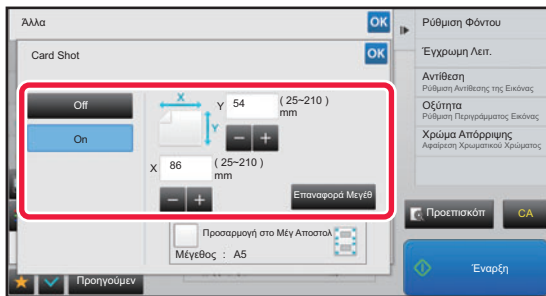 Άλλα
OK
Card Shot
OK
Off
On
X
Y
Y 54 ( 25~210 ) mm
X 86 ( 25~210 ) mm
Επαναφορά Μεγέθ
Προσαρμογή στο Μέγ Αποστολ
Μέγεθος : A5
Προηγούμεν
Ρύθμιση Φόντου
Έγχρωμη Λειτ.
Αντίθεση
Ρύθμιση Αντίθεσης της Εικόνας
Οξύτητα
Ρύθμιση Περιγράμματος Εικόνας
Χρώμα Απόρριψης
Αφαίρεση Χρωματικού Χρώματος
Προεπισκόπ
CA
Έναρξη